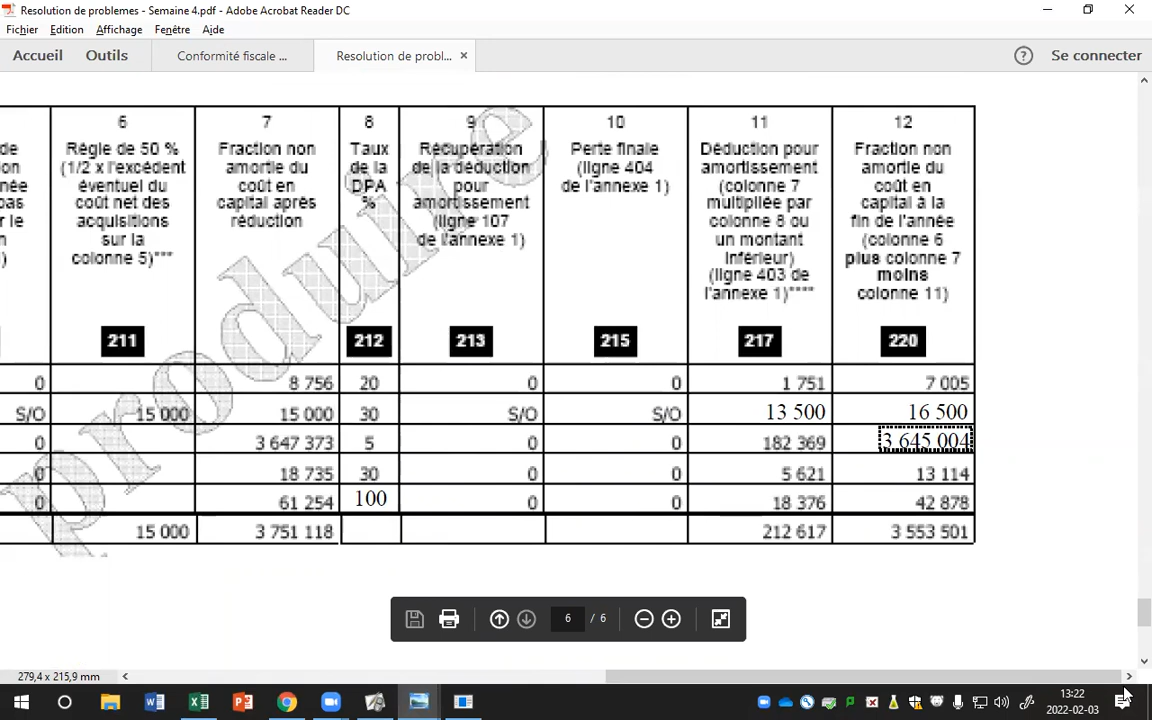 Resolution de problemes - Semaine 4.pdf - Adobe Acrobat Reader DC
Fichier Edition Affichage Fenêtre Aide
Accueil Outils Conformité fiscale ... Resolution de probl... × ? Se connecter
6 7 8 9 10 11 12
de Règle de 50 % Fraction non Taux Récupération Perte finale Déduction pour Fraction non
ion (1/2 x l'excédent amortie du de la de la déduction (ligne 404 amortissement amortie du
née éventuel du coût en DPA pour de l'annexe 1) (colonne 7 coût en
pas coût net des capital après % amortissement multipliée par capital à la
r le acquisitions réduction (ligne 107 colonne 8 ou fin de l'année
n sur la de l'annexe 1) un montant (colonne 6
) colonne 5)*** inférieur) plus colonne 7
(ligne 403 de moins
l'annexe 1)**** colonne 11)
211 212 213 215 217 220
0 8 756 20 0 0 1 751 7 005
S/O 15 000 15 000 30 S/O S/O 13 500 16 500
0 3 647 373 5 0 0 182 369 3 645 004
0 18 735 30 0 0 5 621 13 114
0 61 254 100 0 0 18 376 42 878
15 000 3 751 118 212 617 3 553 501
produire
6 / 6
279,4 x 215,9 mm
13:22
2022-02-03